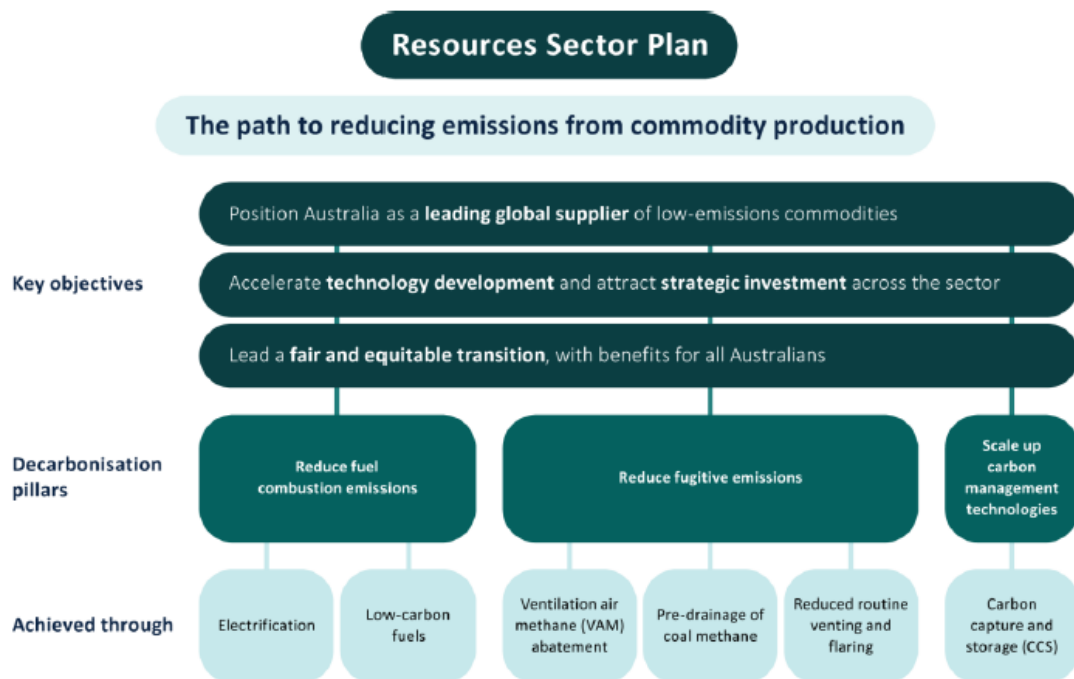 Resources Sector Plan
The path to reducing emissions from commodity production
Position Australia as a leading global supplier of low-emissions commodities
Key objectives
Accelerate technology development and attract strategic investment across the sector
Lead a fair and equitable transition, with benefits for all Australians
Decarbonisation
pillars
Reduce fuel
combustion emissions
Reduce fugitive emissions
Scale up
carbon
management
technologies
Achieved through
Electrification
Low-carbon
fuels
Ventilation air
methane (VAM)
abatement
Pre-drainage of
coal methane
Reduced routine
venting and
flaring
Carbon
capture and
storage (CCS)